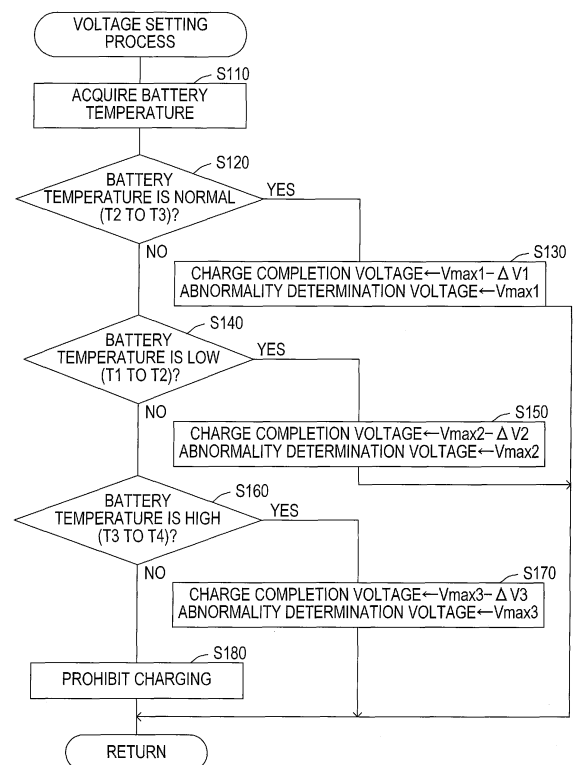 VOLTAGE SETTING
PROCESS
S110
ACQUIRE BATTERY
TEMPERATURE
S120
BATTERY
TEMPERATURE IS NORMAL
(T2 TO T3)?
YES
NO
S130
CHARGE COMPLETION VOLTAGE←Vmax1-ΔV1
ABNORMALITY DETERMINATION VOLTAGE←Vmax1
S140
BATTERY
TEMPERATURE IS LOW
(T1 TO T2)?
YES
NO
S150
CHARGE COMPLETION VOLTAGE←Vmax2-ΔV2
ABNORMALITY DETERMINATION VOLTAGE←Vmax2
S160
BATTERY
TEMPERATURE IS HIGH
(T3 TO T4)?
YES
NO
S170
CHARGE COMPLETION VOLTAGE←Vmax3-ΔV3
ABNORMALITY DETERMINATION VOLTAGE←Vmax3
S180
PROHIBIT CHARGING
RETURN